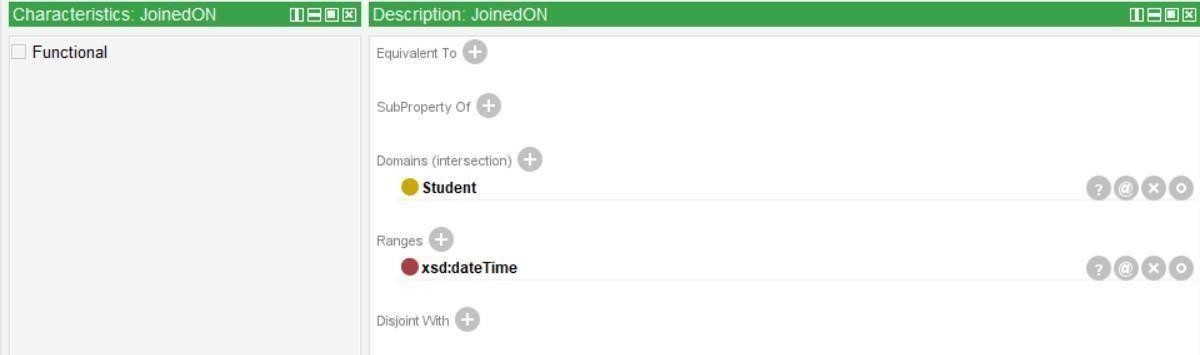 Characteristics: JoinedON
Functional
Description: JoinedON
Equivalent To
SubProperty Of
Domains (intersection)
Student
? @
Ranges
xsd:dateTime
? @
Disjoint With